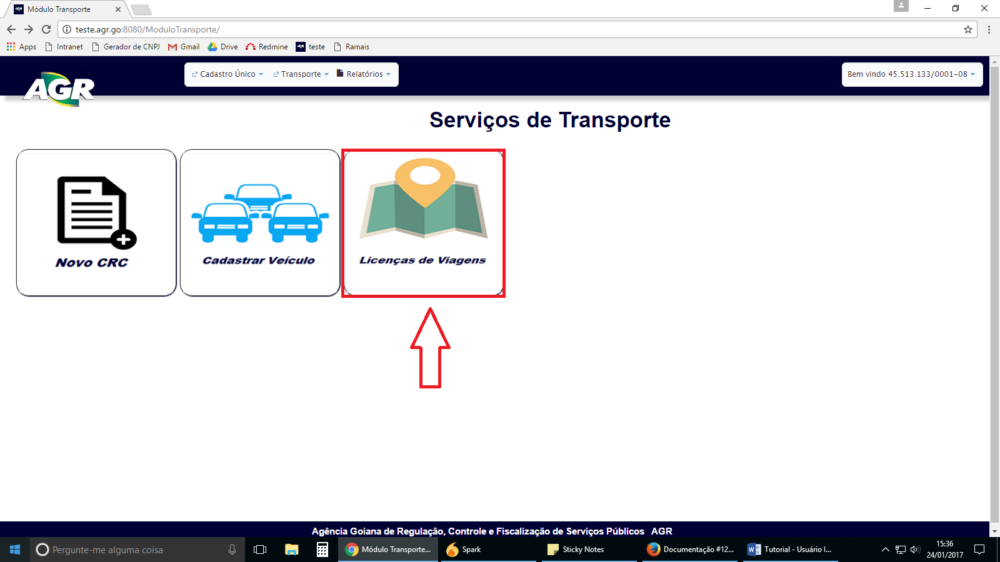 AGR Módulo Transporte
teste.agr.go:8080/ModuloTransporte/
Apps Intranet Gerador de CNPJ Gmail Drive Redmine AGR teste Ramais
AGR
Cadastro Único Transporte Relatórios
Bem vindo 45.513.133/0001-08
Serviços de Transporte
Novo CRC
Cadastrar Veículo
Licenças de Viagens
Agência Goiana de Regulação, Controle e Fiscalização de Serviços Públicos AGR
Pergunte-me alguma coisa
Módulo Transporte...
Spark
Sticky Notes
Documentação #12...
Tutorial - Usuário I...
15:36
24/01/2017